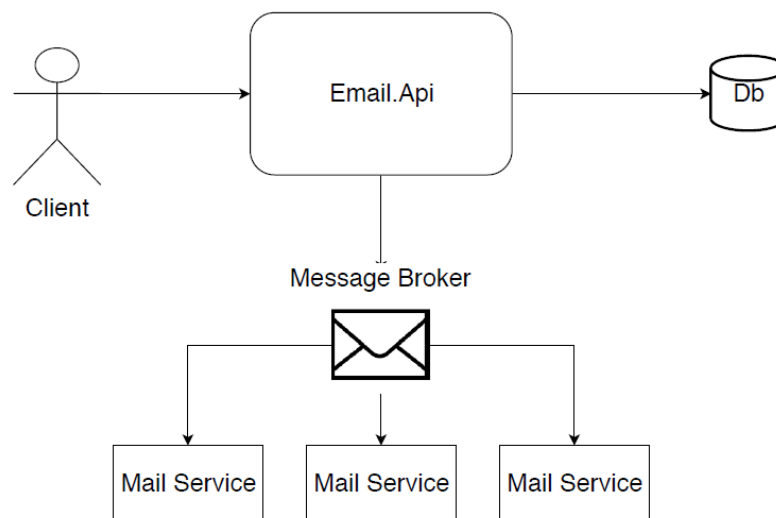 Email.Api
Db
Client
Message Broker
Mail Service
Mail Service
Mail Service